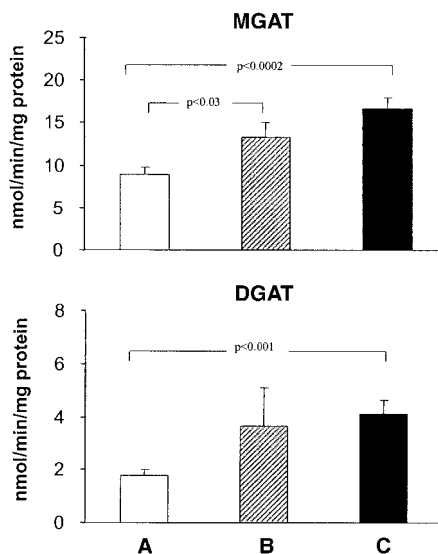 MGAT
nmol/min/mg protein
25
20
15
10
5
0
p<0.0002
p<0.03
DGAT
nmol/min/mg protein
8
6
4
2
0
p<0.001
A B C